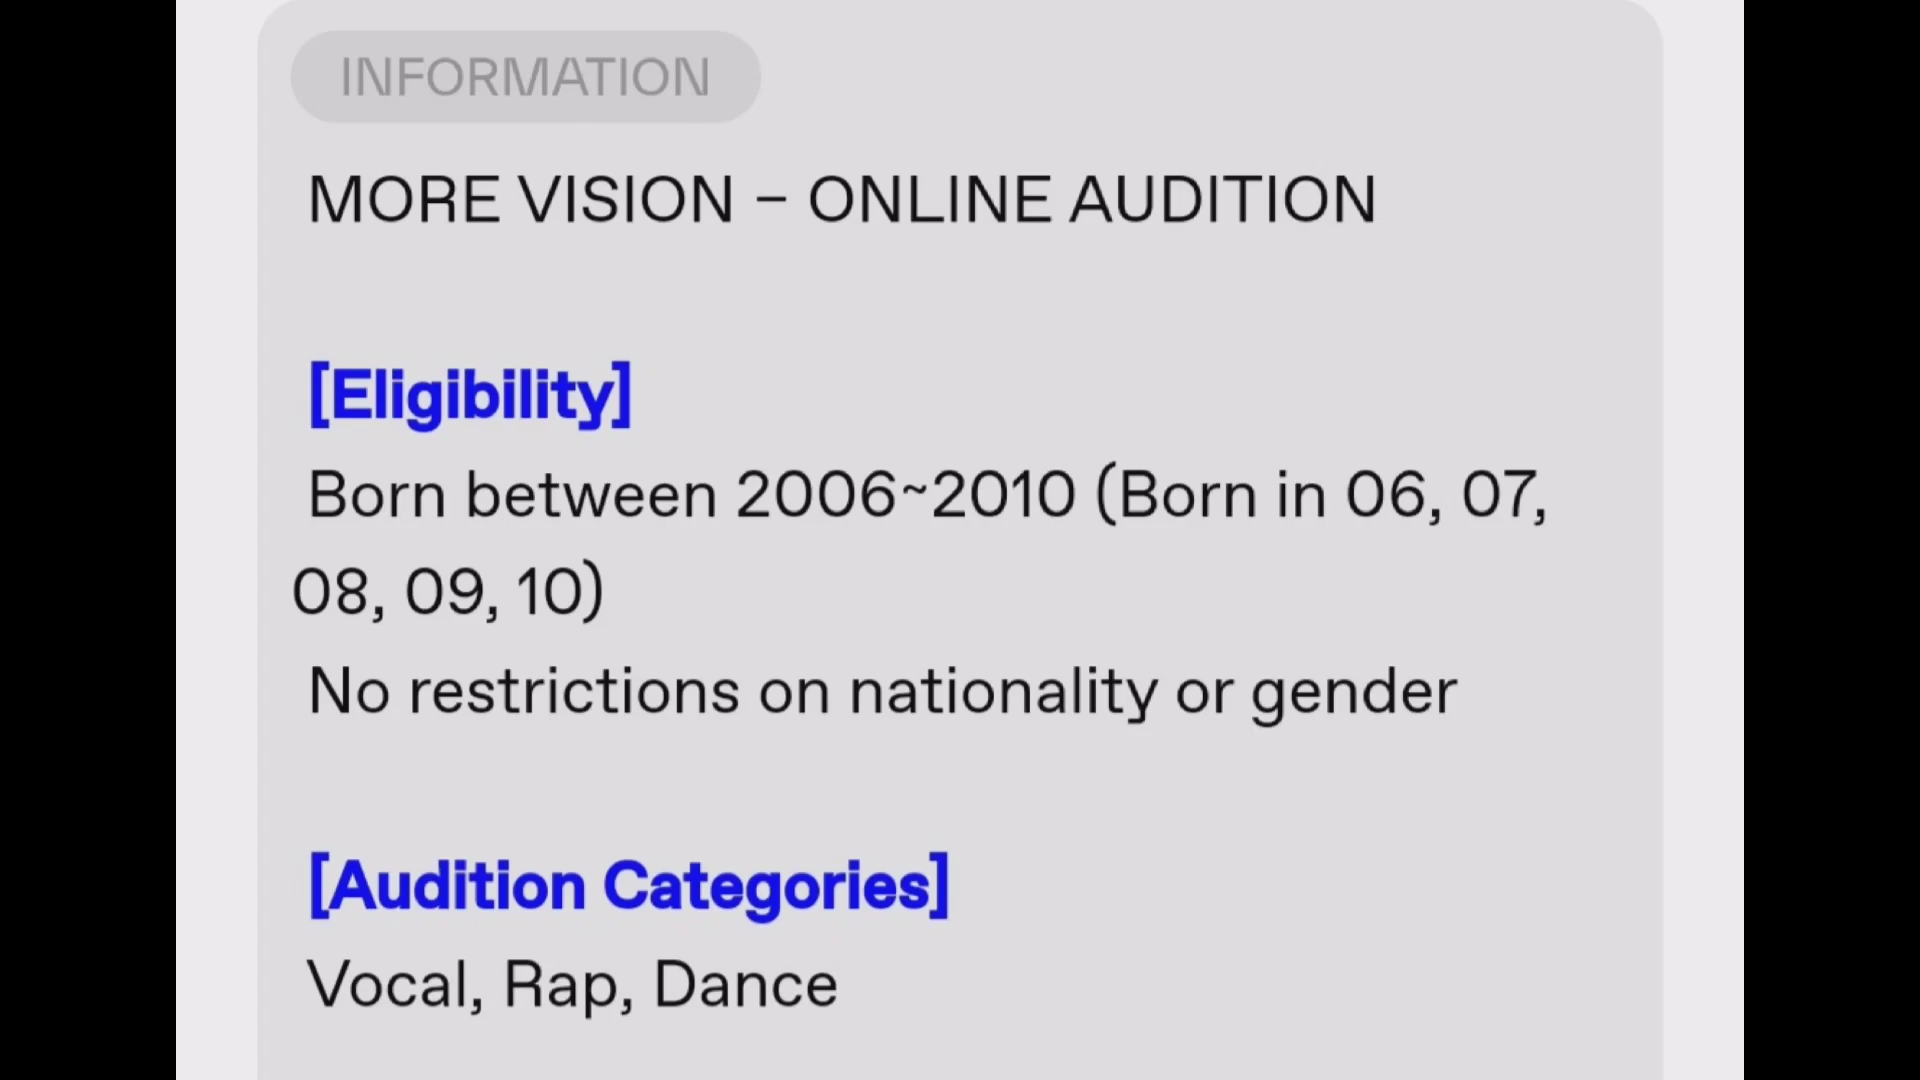 INFORMATION
MORE VISION – ONLINE AUDITION
[Eligibility]
Born between 2006~2010 (Born in 06, 07,
08, 09, 10)
No restrictions on nationality or gender
[Audition Categories]
Vocal, Rap, Dance